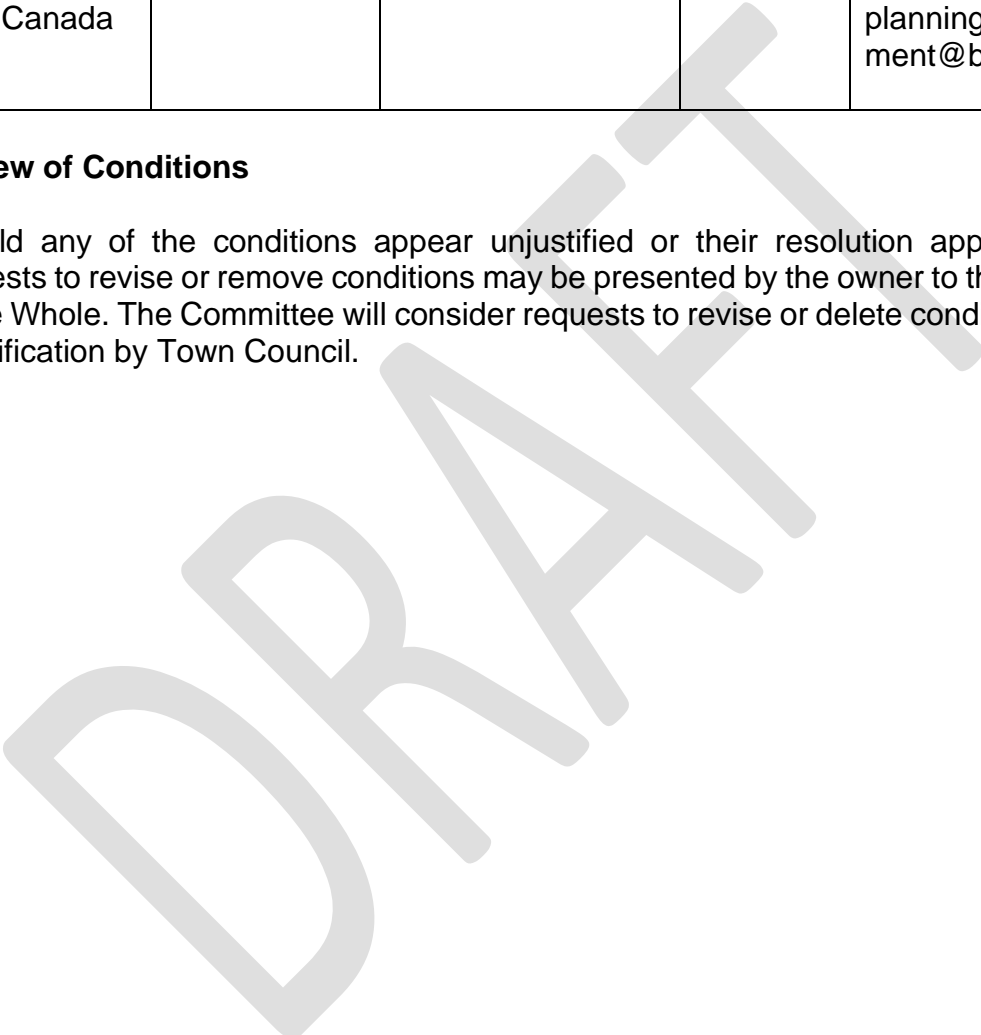 Canada
planning
ment@b
ew of Conditions
ld any of the conditions appear unjustified or their resolution app
ests to revise or remove conditions may be presented by the owner to th
e Whole. The Committee will consider requests to revise or delete cond
ification by Town Council.
DRAFT